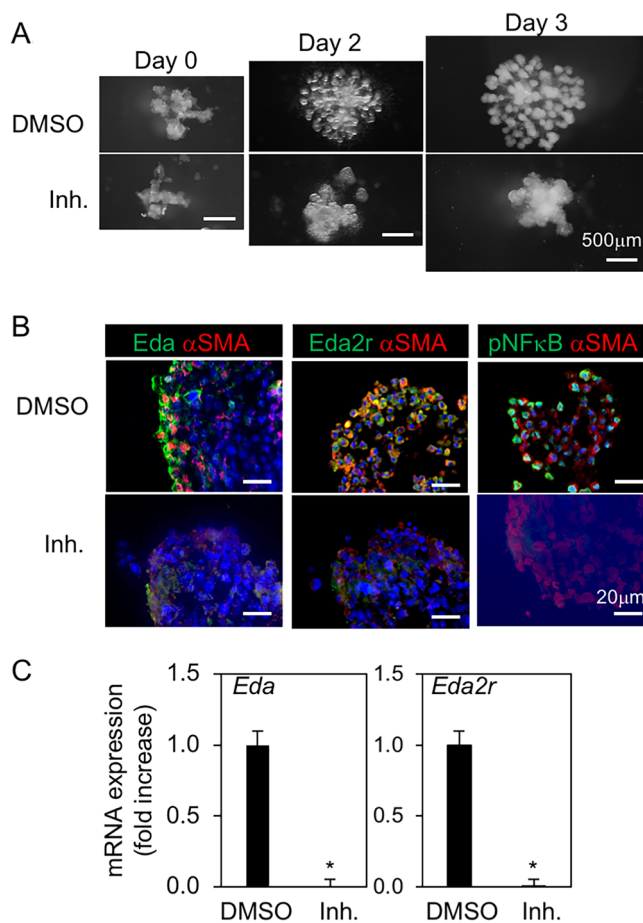 A
Day 0 Day 2 Day 3
DMSO
Inh.
500μm
B
Eda αSMA Eda2r αSMA pNFκB αSMA
DMSO
Inh.
20μm
C
mRNA expression
(fold increase)
1.5 1.5
Eda Eda2r
1.0 1.0
0.5 0.5
* *
0.0 0.0
DMSO Inh. DMSO Inh.